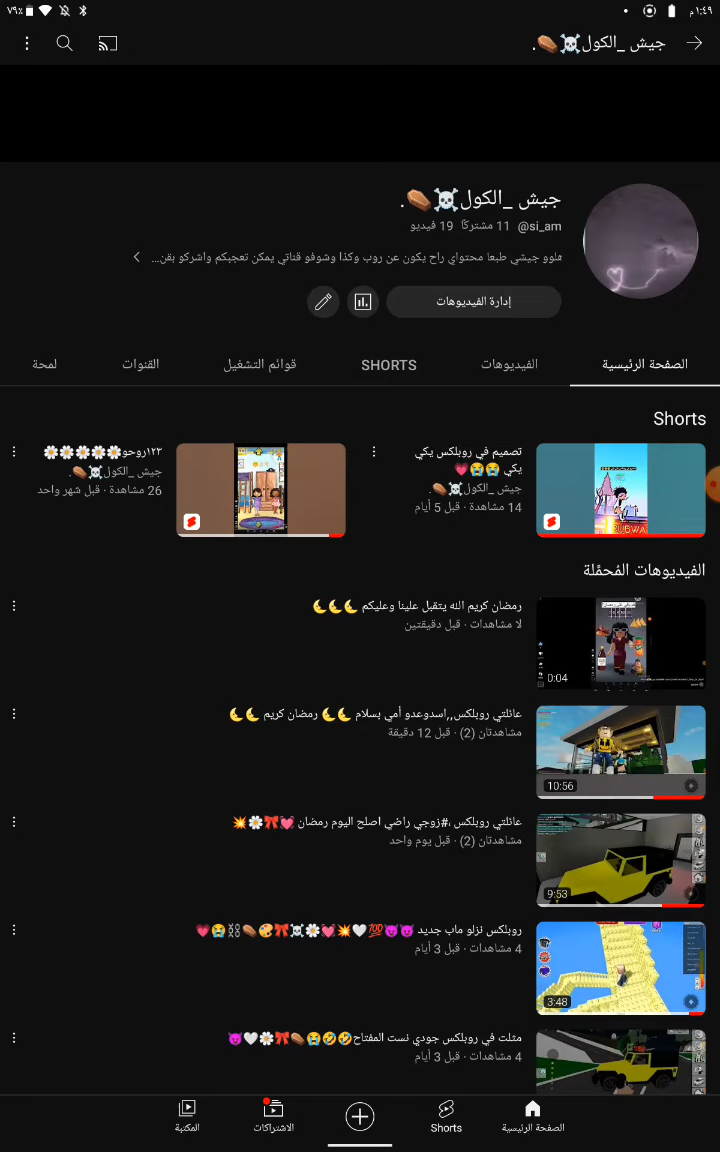 ١:٤٩ م
٧٩٪
جيش _الكول☠️⚰️.
جيش _الكول☠️⚰️.
@si_am 11 مشتركًا 19 فيديو
هلوو جيشي طبعا محتواي راح يكون عن روب وكذا وشوفو قناتي يمكن تعجبكم واشركو بقن...
إدارة الفيديوهات
الصفحة الرئيسية
الفيديوهات
SHORTS
قوائم التشغيل
القنوات
لمحة
Shorts
تصميم في روبلكس يكي
يكي 😭😭💗
جيش _الكول☠️⚰️.
14 مشاهدة · قبل 5 أيام
١٢٣روحو🌼🌼🌼🌼🌼
جيش _الكول☠️⚰️.
26 مشاهدة · قبل شهر واحد
الفيديوهات المُحمَّلة
رمضان كريم الله يتقبل علينا وعليكم 🌜🌜🌜
لا مشاهدات · قبل دقيقتين
0:04
عائلتي روبلكس,,اسدوعدو أمي بسلام 🌙🌙 رمضان كريم 🌙🌙
مشاهدتان (2) · قبل 12 دقيقة
10:56
عائلتي روبلكس ,#زوجي راضي اصلح اليوم رمضان 💓🎀🌼💥
مشاهدتان (2) · قبل يوم واحد
9:53
روبلكس نزلو ماب جديد 😈😈💯🤍💥💓🌼☠️🎀🎨⚰️⛓️😭💗
4 مشاهدات · قبل 3 أيام
3:48
مثلت في روبلكس جودي نست المفتاح🤣🤣😭⚰️🎀🌼🤍😈
4 مشاهدات · قبل 3 أيام
الصفحة الرئيسية
Shorts
الاشتراكات
المكتبة